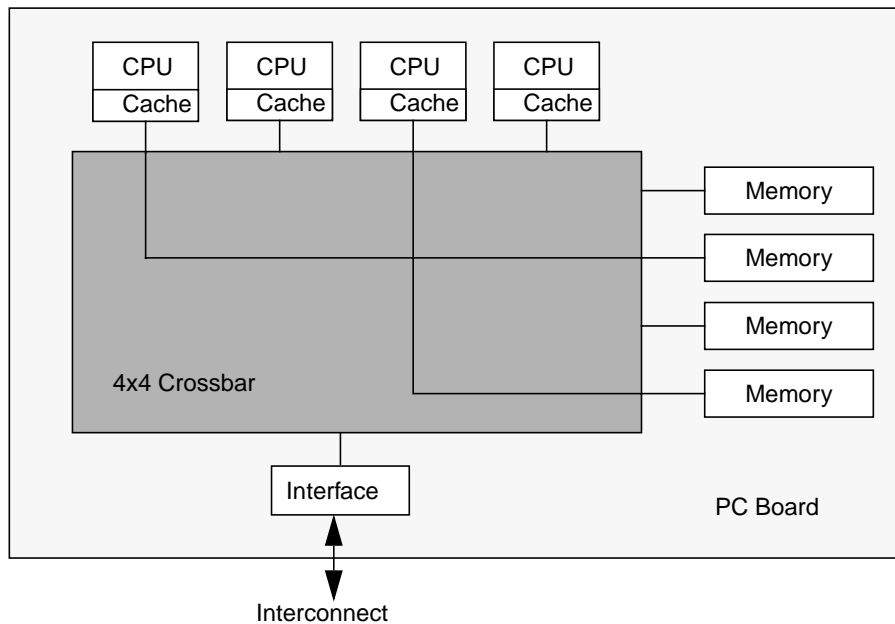 CPU
CPU
CPU
CPU
Cache
Cache
Cache
Cache
Memory
Memory
Memory
Memory
4x4 Crossbar
Interface
PC Board
Interconnect